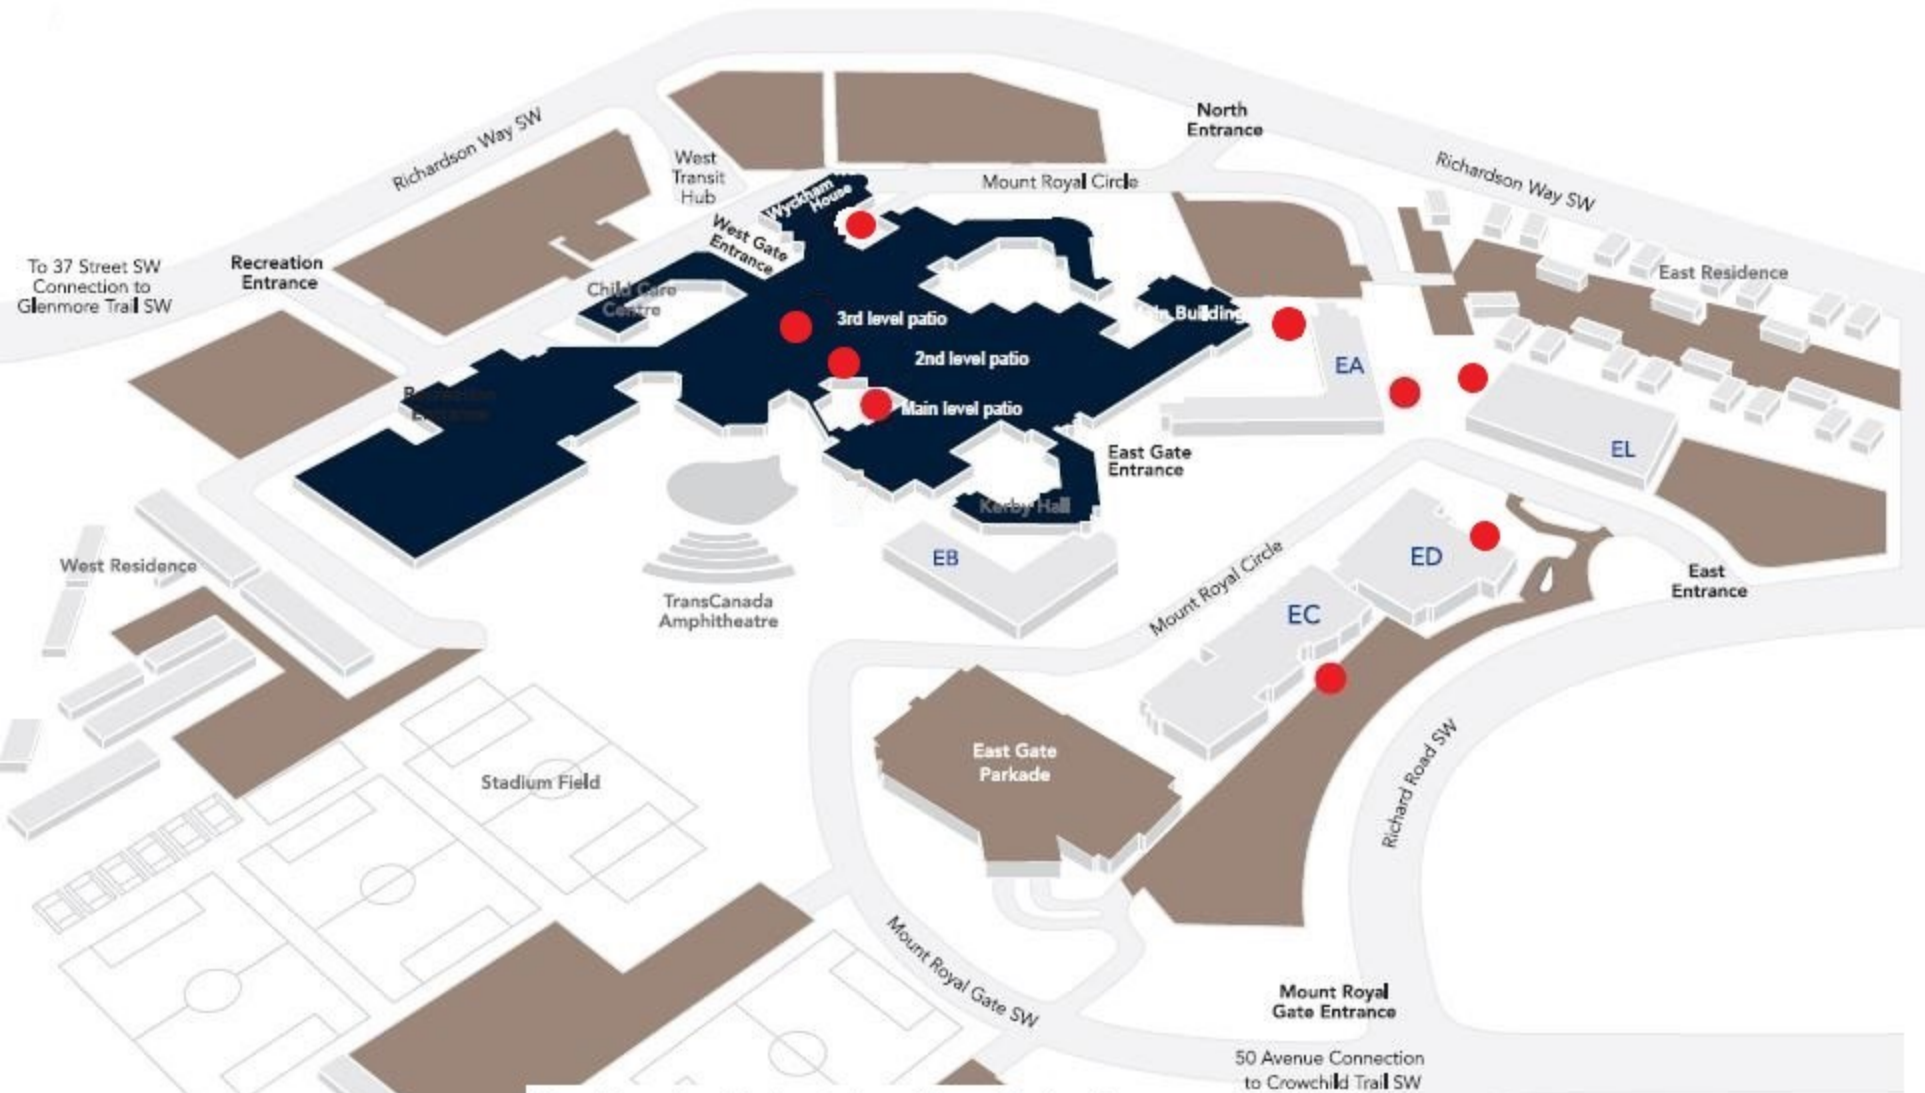 Richardson Way SW
North
Entrance
West
Transit
Hub
Mount Royal Circle
Richardson Way SW
Wyckham
House
West Gate
Entrance
To 37 Street SW
Connection to
Glenmore Trail SW
Recreation
Entrance
Child Care
Centre
East Residence
3rd level patio
Building
2nd level patio
EA
Recreation
Entrance
Main level patio
East Gate
Entrance
EL
Kerby Hall
West Residence
EB
ED
East
Entrance
TransCanada
Amphitheatre
Mount Royal Circle
EC
East Gate
Parkade
Stadium Field
Richard Road SW
Mount Royal Gate SW
Mount Royal
Gate Entrance
50 Avenue Connection
to Crowchild Trail SW